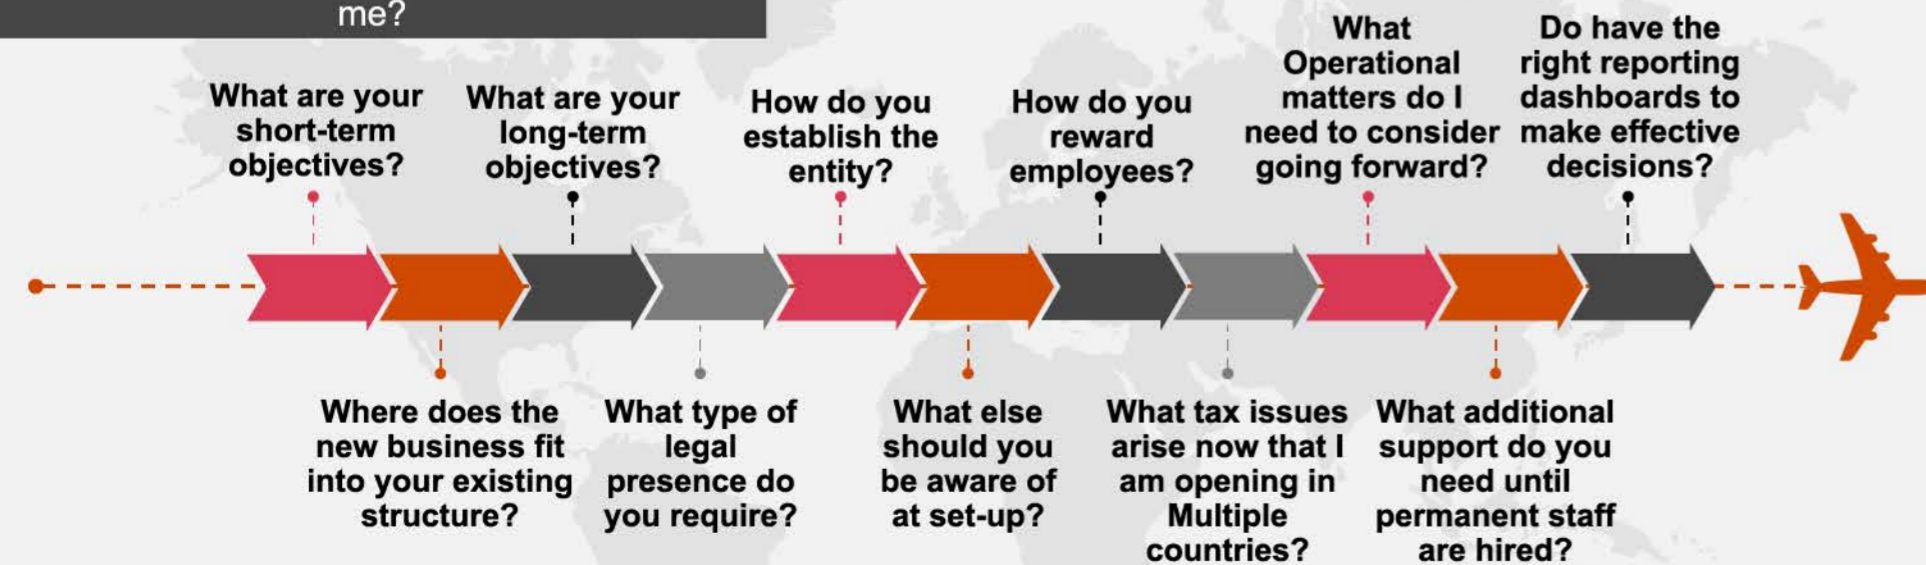 me?
What are your
short-term
objectives?
Where does the
new business fit
into your existing
structure?
What are your
long-term
objectives?
What type of
legal
presence do
you require?
How do you
establish the
entity?
What else
should you
be aware of
at set-up?
How do you
reward
employees?
What tax issues
arise now that I
am opening in
Multiple
countries?
What
Operational
matters do I
need to consider
going forward?
What additional
support do you
need until
permanent staff
are hired?
Do have the
right reporting
dashboards to
make effective
decisions?